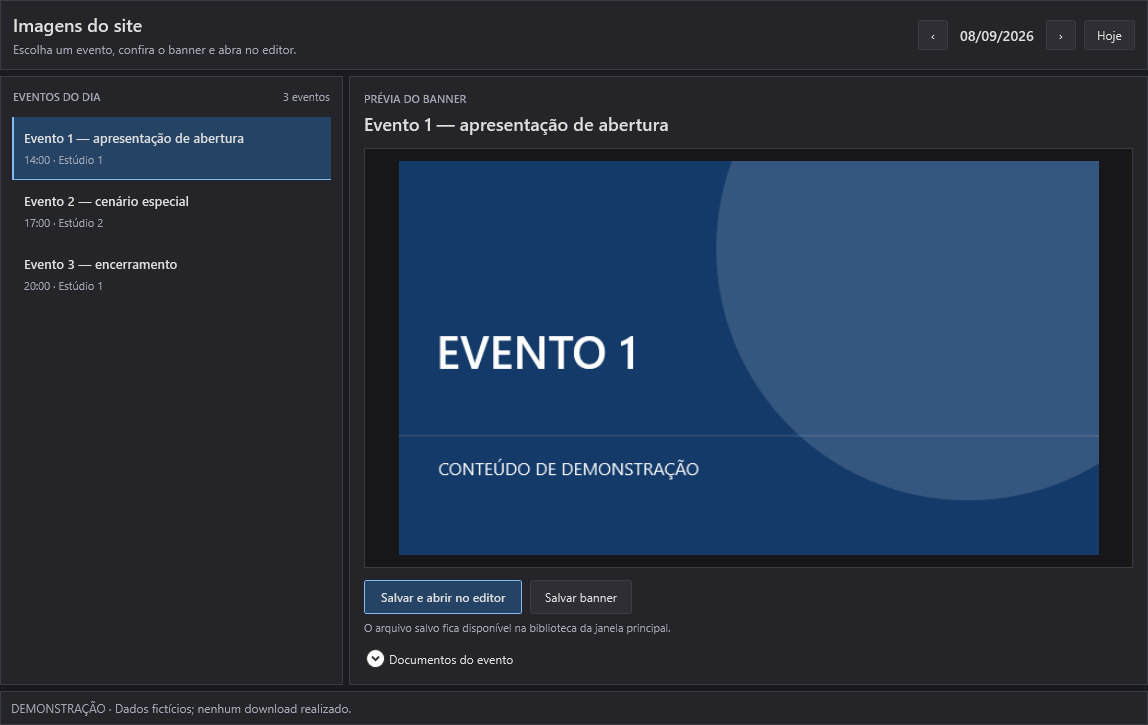 Imagens do site
Escolha um evento, confira o banner e abra no editor.
‹ 08/09/2026 › Hoje
EVENTOS DO DIA 3 eventos
Evento 1 — apresentação de abertura
14:00 · Estúdio 1
Evento 2 — cenário especial
17:00 · Estúdio 2
Evento 3 — encerramento
20:00 · Estúdio 1
PRÉVIA DO BANNER
Evento 1 — apresentação de abertura
EVENTO 1
CONTEÚDO DE DEMONSTRAÇÃO
Salvar e abrir no editor Salvar banner
O arquivo salvo fica disponível na biblioteca da janela principal.
Documentos do evento
DEMONSTRAÇÃO · Dados fictícios; nenhum download realizado.